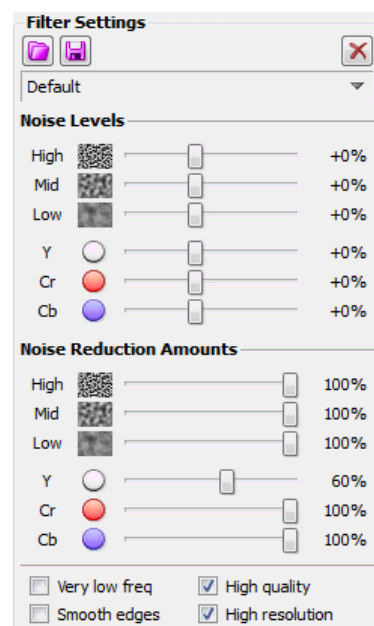 Filter Settings
Default
Noise Levels
High +0%
Mid +0%
Low +0%
Y +0%
Cr +0%
Cb +0%
Noise Reduction Amounts
High 100%
Mid 100%
Low 100%
Y 60%
Cr 100%
Cb 100%
Very low freq High quality
Smooth edges High resolution